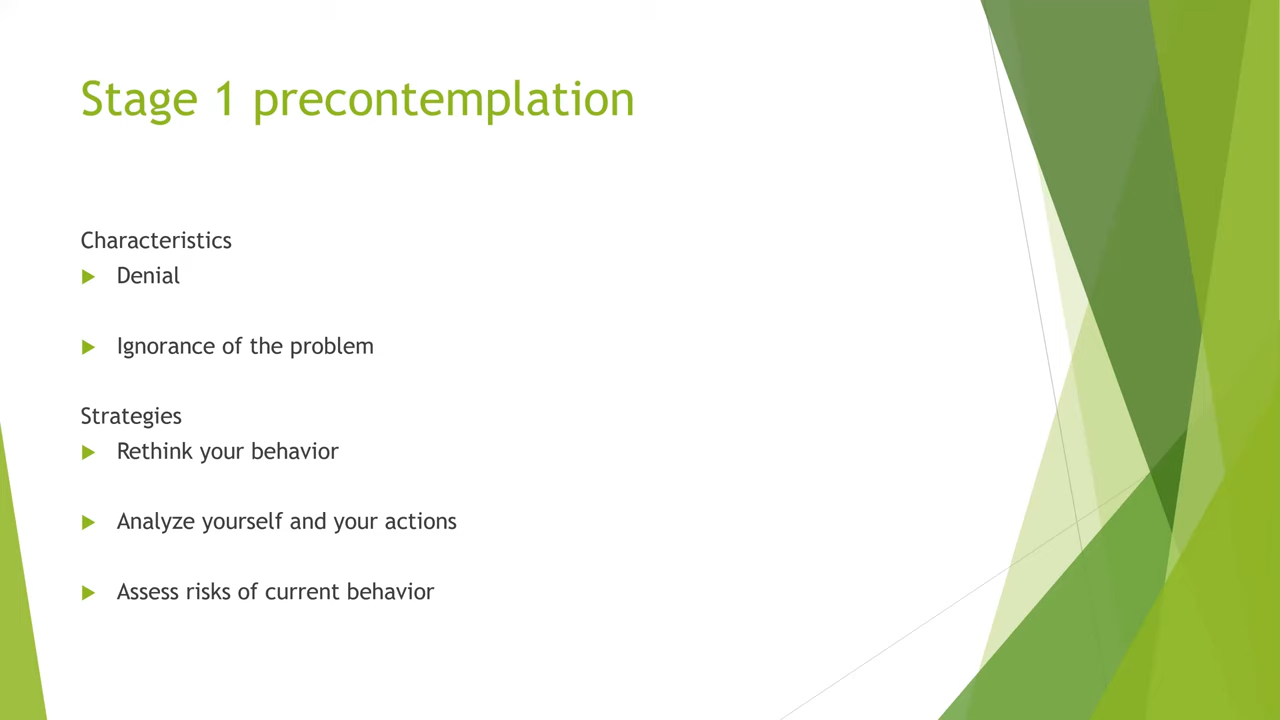 Stage 1 precontemplation
Characteristics
Denial
Ignorance of the problem
Strategies
Rethink your behavior
Analyze yourself and your actions
Assess risks of current behavior